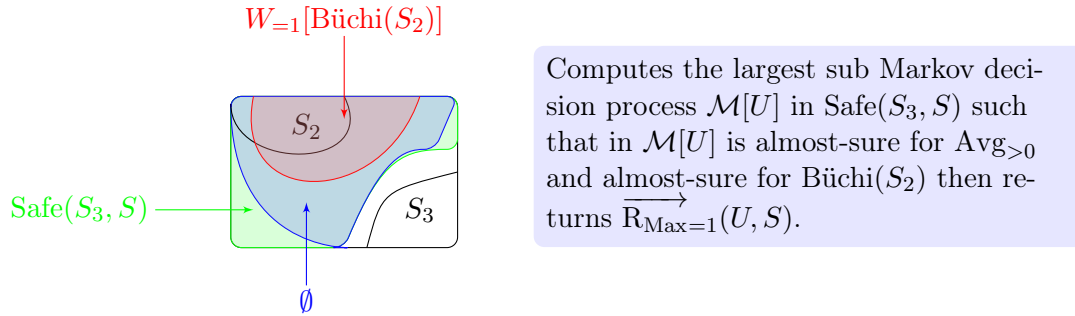 W₌₁[Büchi(S₂)]
S₂
Safe(S₃, S)
S₃
∅
Computes the largest sub Markov deci-
sion process ℳ[U] in Safe(S₃, S) such
that in ℳ[U] is almost-sure for Avg>0
and almost-sure for Büchi(S₂) then re-
turns R⃗Max=1(U, S).